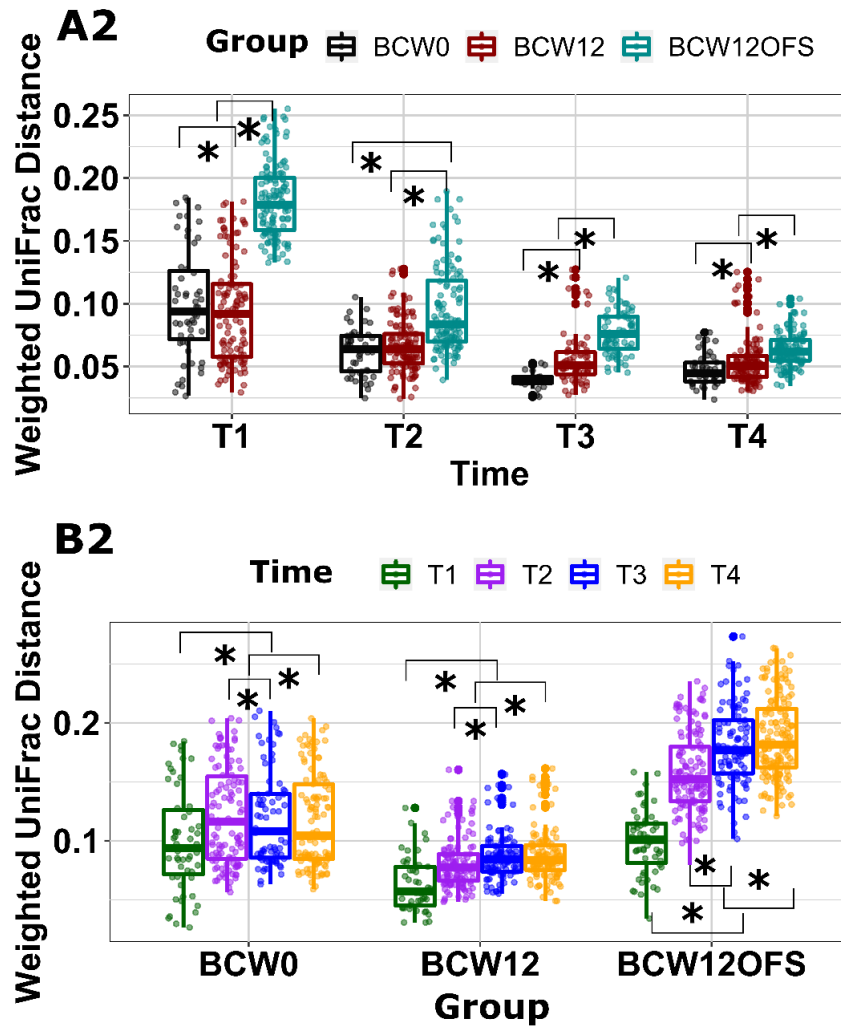 A2
Group BCW0 BCW12 BCW12OFS
Weighted UniFrac Distance
0.25
0.20
0.15
0.10
0.05
* * * * * * * *
T1 T2 T3 T4
Time
B2
Time T1 T2 T3 T4
Weighted UniFrac Distance
0.2
0.1
* * * * * * * * *
BCW0 BCW12 BCW12OFS
Group